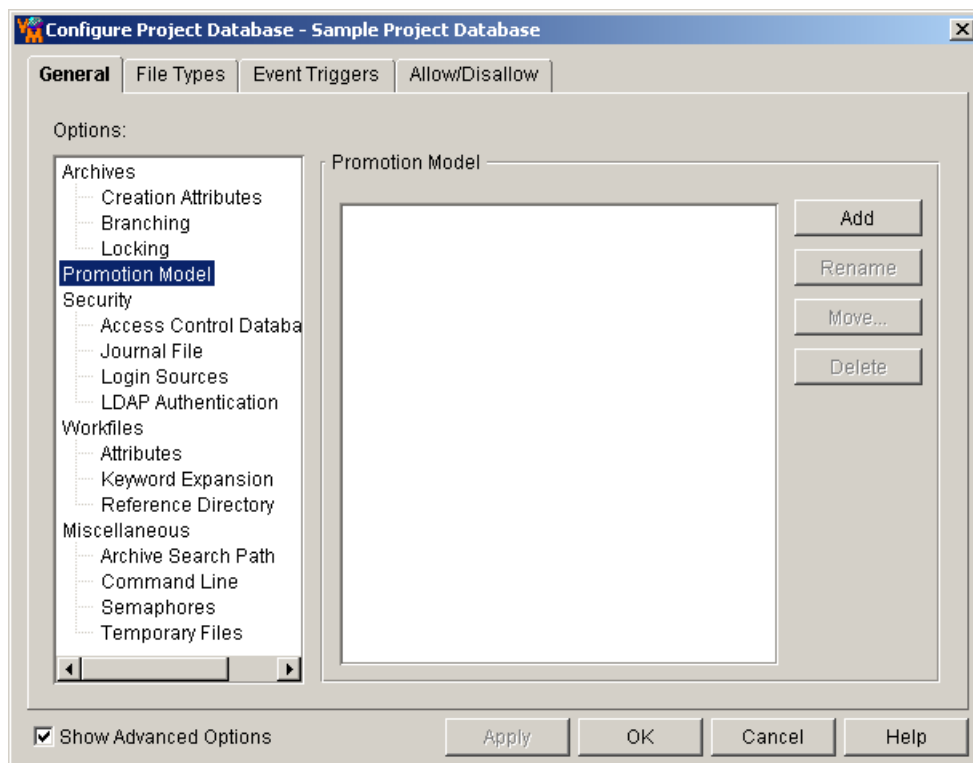 Configure Project Database - Sample Project Database
General File Types Event Triggers Allow/Disallow
Options:
Archives
Creation Attributes
Branching
Locking
Promotion Model
Security
Access Control Databa
Journal File
Login Sources
LDAP Authentication
Workfiles
Attributes
Keyword Expansion
Reference Directory
Miscellaneous
Archive Search Path
Command Line
Semaphores
Temporary Files
Promotion Model
Add
Rename
Move...
Delete
Show Advanced Options
Apply OK Cancel Help